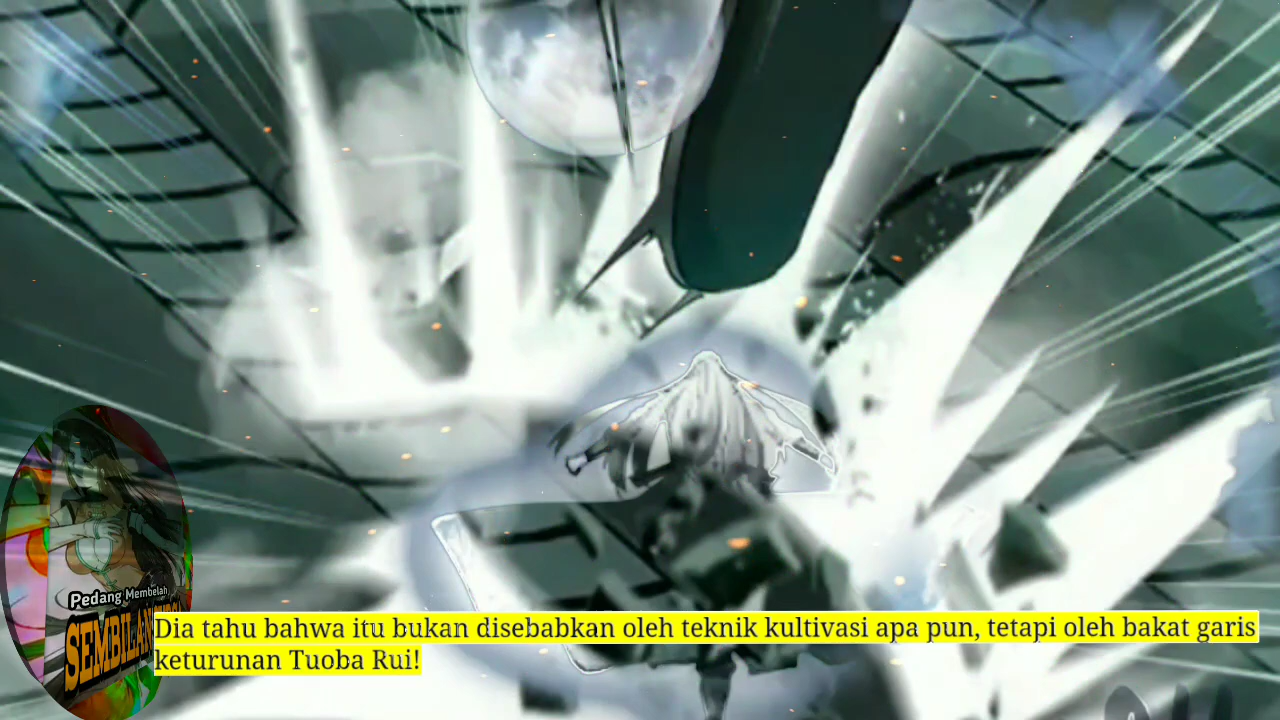 Pedang Membelah
SEMBILAN
Dia tahu bahwa itu bukan disebabkan oleh teknik kultivasi apa pun, tetapi oleh bakat garis
keturunan Tuoba Rui!